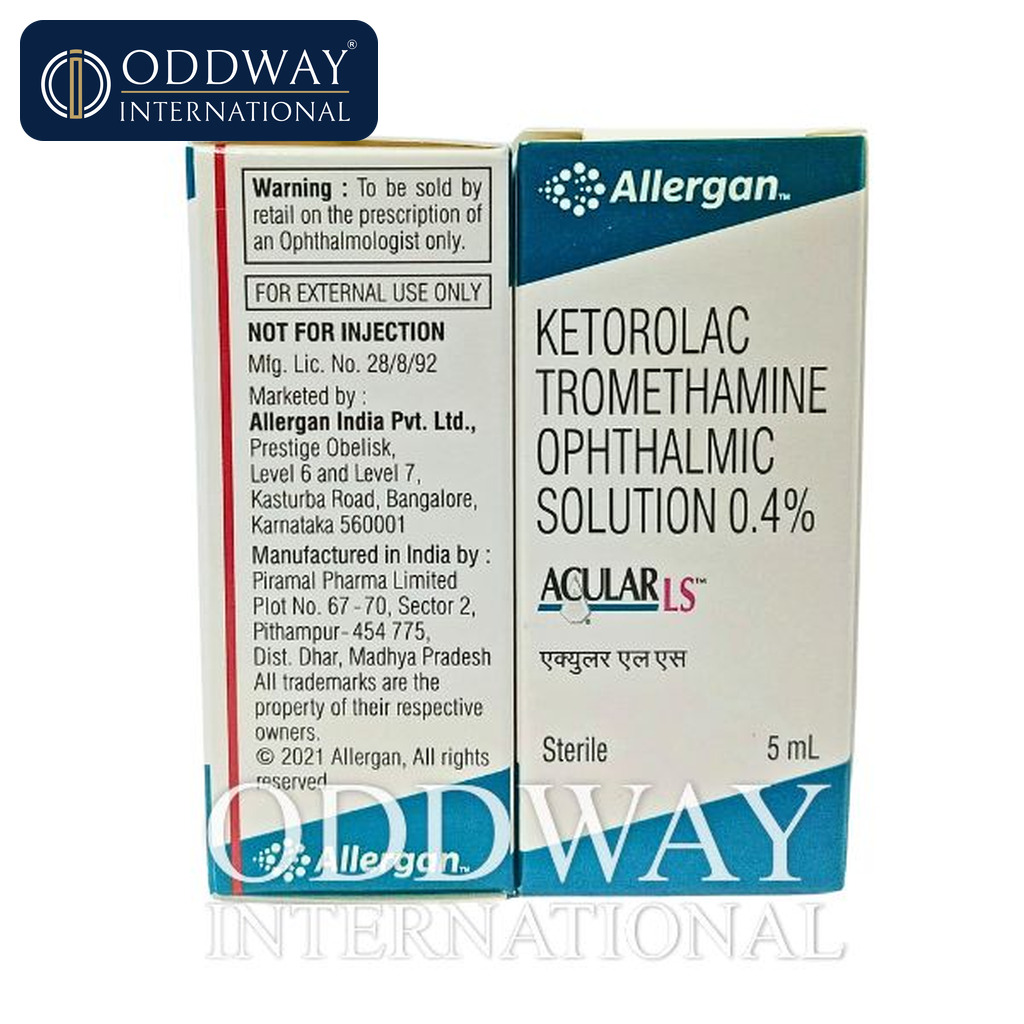 ODDWAY®
INTERNATIONAL
Warning : To be sold by
retail on the prescription of
an Ophthalmologist only.
FOR EXTERNAL USE ONLY
NOT FOR INJECTION
Mfg. Lic. No. 28/8/92
Marketed by :
Allergan India Pvt. Ltd.,
Prestige Obelisk,
Level 6 and Level 7,
Kasturba Road, Bangalore,
Karnataka 560001
Manufactured in India by :
Piramal Pharma Limited
Plot No. 67-70, Sector 2,
Pithampur-454 775,
Dist. Dhar, Madhya Pradesh
All trademarks are the
property of their respective
owners.
© 2021 Allergan, All rights
reserved
Allergan™
Allergan™
KETOROLAC
TROMETHAMINE
OPHTHALMIC
SOLUTION 0.4%
ACULAR LS™
एक्युलर एल एस
Sterile 5 mL
ODDWAY
INTERNATIONAL